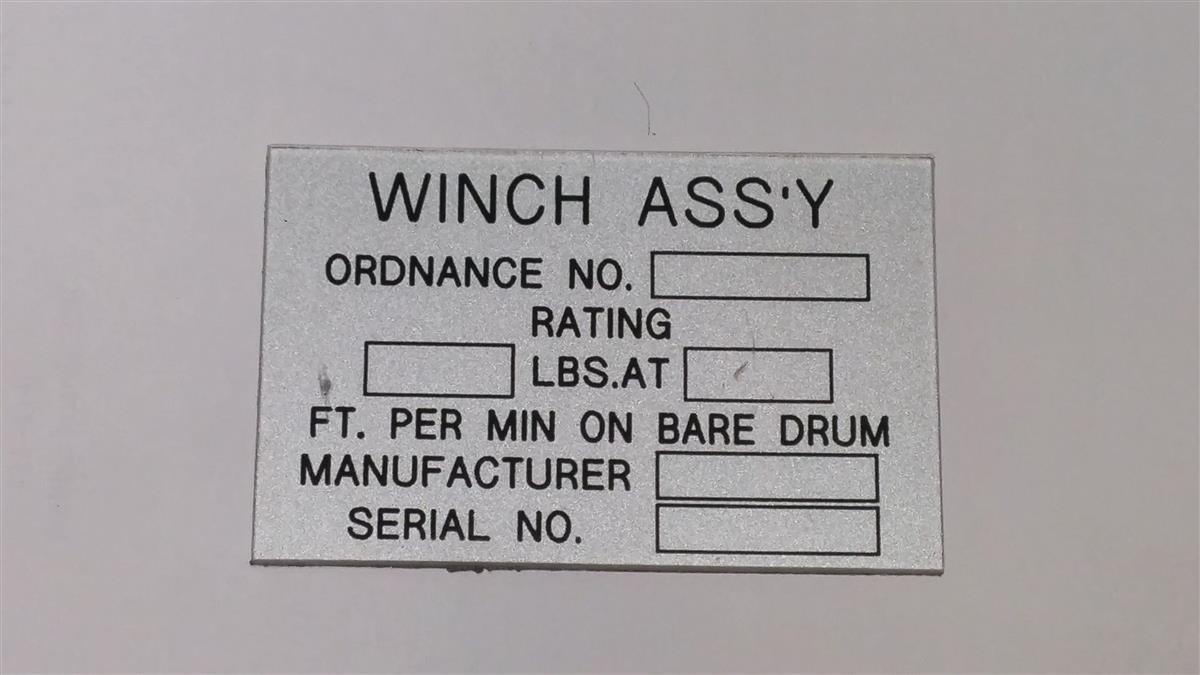 WINCH ASS'Y
ORDNANCE NO.
RATING
LBS.AT
FT. PER MIN ON BARE DRUM
MANUFACTURER
SERIAL NO.